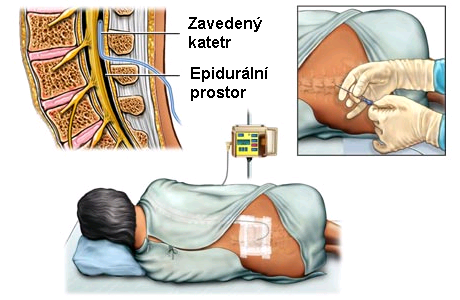 Zavedený
katetr
Epidurální
prostor